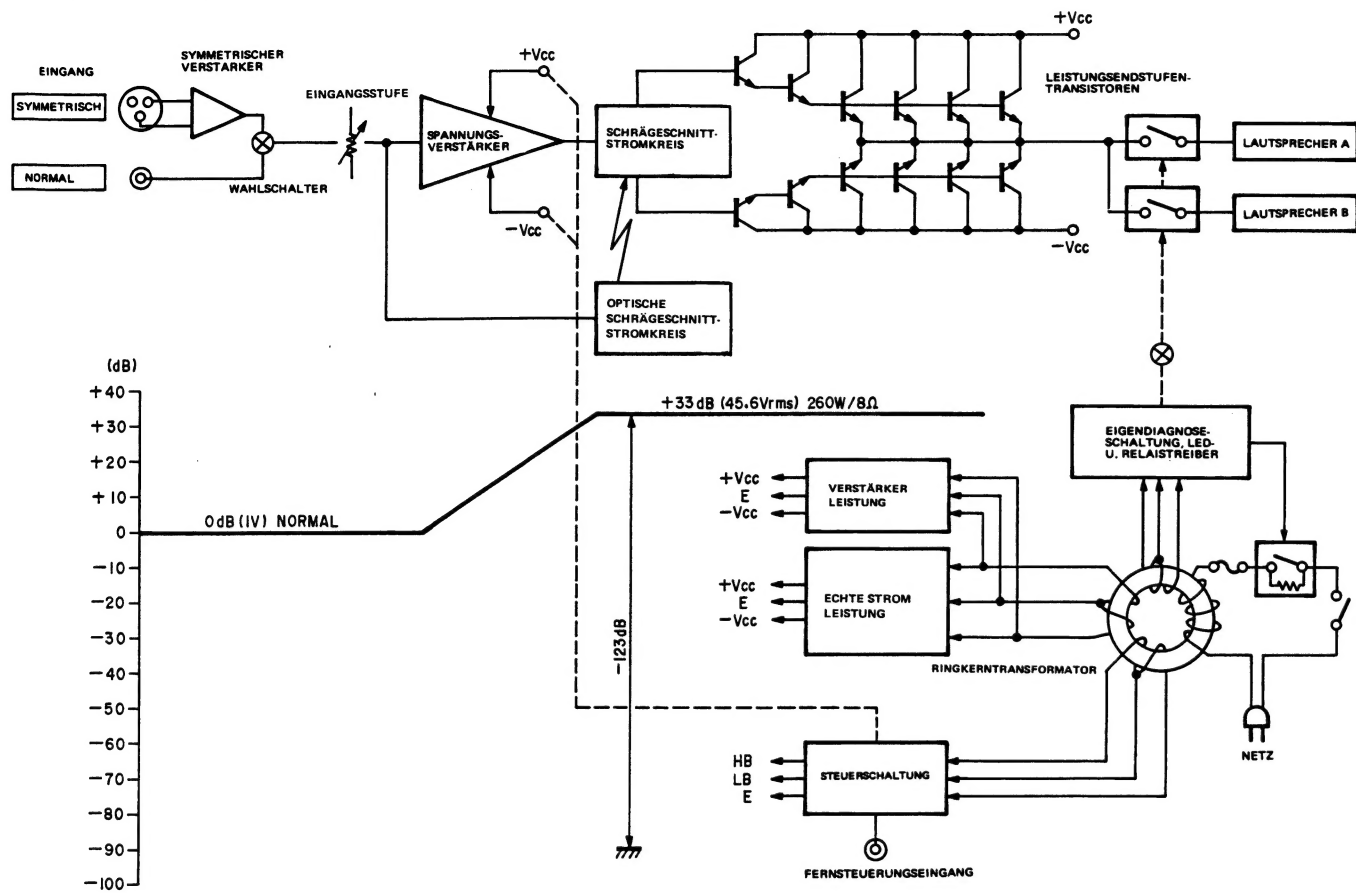 EINGANG
SYMMETRISCH
NORMAL
SYMMETRISCHER
VERSTARKER
EINGANGSSTUFE
WAHLSCHALTER
+Vcc
SPANNUNGS-
VERSTÄRKER
−Vcc
SCHRÄGESCHNITT-
STROMKREIS
OPTISCHE
SCHRÄGESCHNITT-
STROMKREIS
+Vcc
LEISTUNGSENDSTUFEN-
TRANSISTOREN
−Vcc
LAUTSPRECHER A
LAUTSPRECHER B
(dB)
+40
+30
+20
+10
0
−10
−20
−30
−40
−50
−60
−70
−80
−90
−100
0dB (1V) NORMAL
+33dB (45.6Vrms) 260W/8Ω
−123dB
EIGENDIAGNOSE-
SCHALTUNG, LED-
U. RELAISTREIBER
+Vcc
E
−Vcc
VERSTÄRKER
LEISTUNG
+Vcc
E
−Vcc
ECHTE STROM
LEISTUNG
RINGKERNTRANSFORMATOR
NETZ
HB
LB
E
STEUERSCHALTUNG
FERNSTEUERUNGSEINGANG